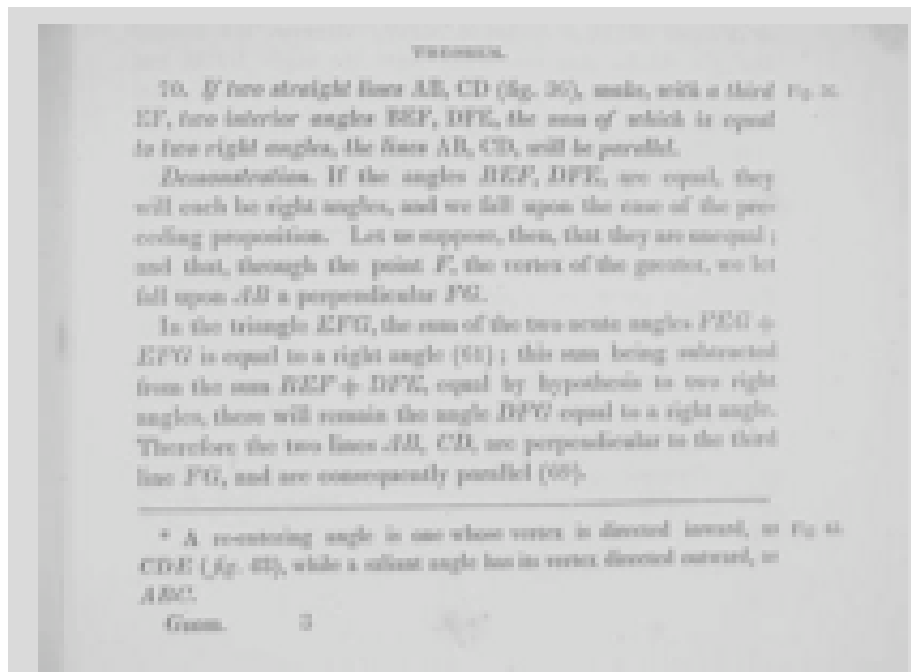 THEOREM.
70. If two straight lines AB, CD (fig. 36), make, with a third Fig. 36.
EF, two interior angles BEF, DFE, the sum of which is equal
to two right angles, the lines AB, CD, will be parallel.
Demonstration. If the angles BEF, DFE, are equal, they
will each be right angles, and we fall upon the case of the pre-
ceding proposition. Let us suppose, then, that they are unequal;
and that, through the point F, the vertex of the greater, we let
fall upon AB a perpendicular FG.
In the triangle EFG, the sum of the two acute angles FEG +
EFG is equal to a right angle (61); this sum being subtracted
from the sum BEF + DFE, equal by hypothesis to two right
angles, there will remain the angle DFG equal to a right angle.
Therefore the two lines AB, CD, are perpendicular to the third
line FG, and are consequently parallel (68).
* A re-entering angle is one whose vertex is directed inward, as Fig.
CDE (fig.), while a salient angle has its vertex directed outward, as
ABC.
Geom. 3